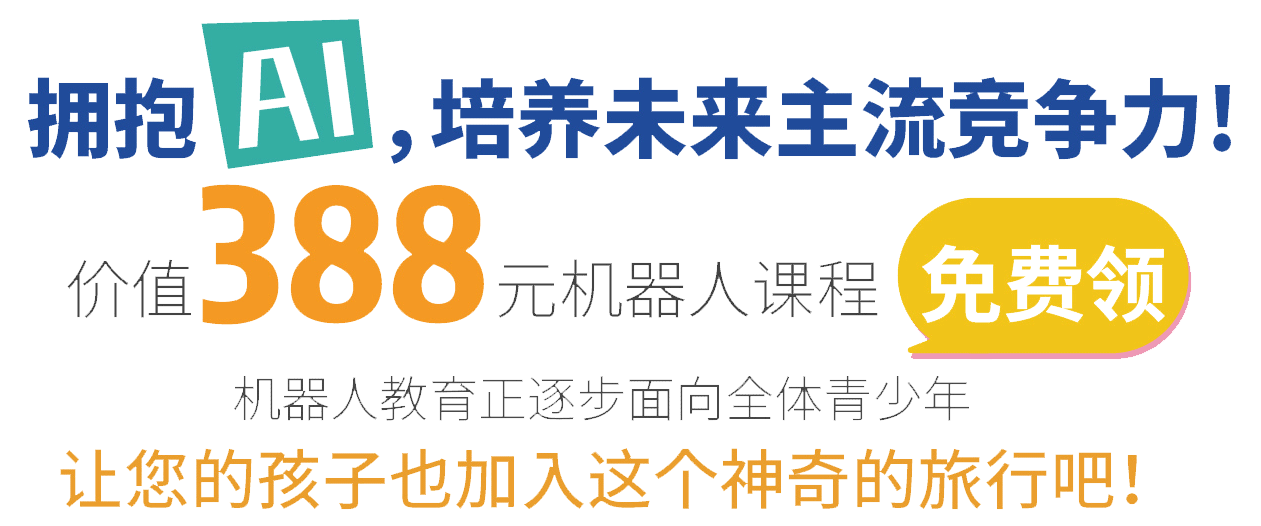 拥抱AI，培养未来主流竞争力！
价值388元机器人课程 免费领
机器人教育正逐步面向全体青少年
让您的孩子也加入这个神奇的旅行吧！